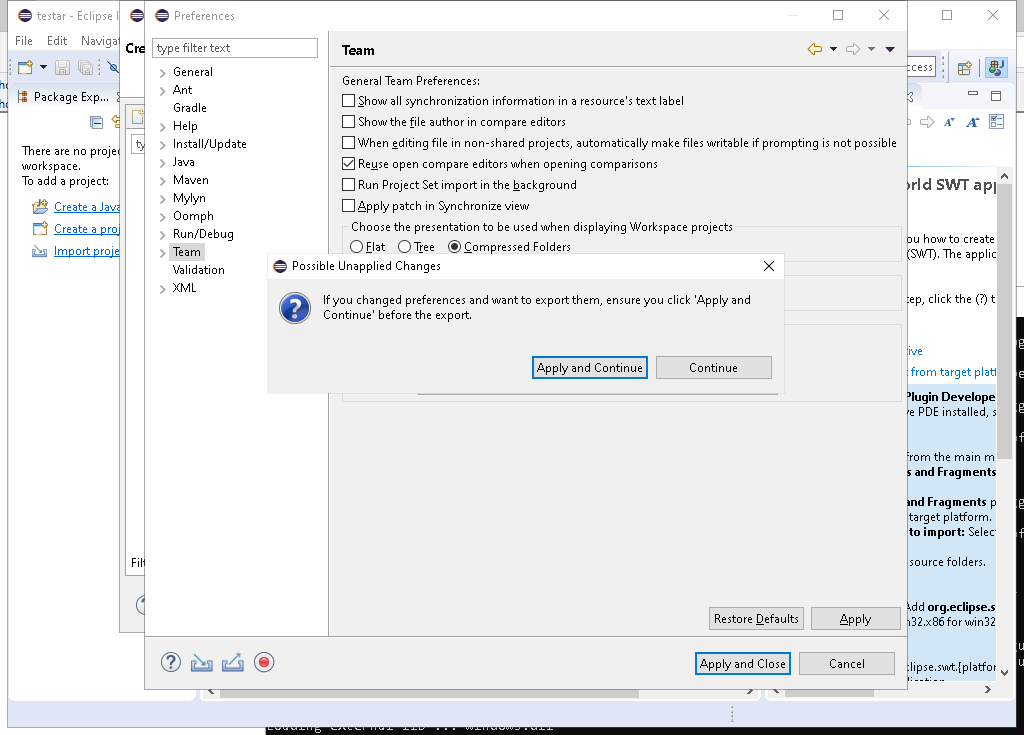 testar - Eclipse I
File
Edit
Navigat
Package Exp...
There are no proje
workspace.
To add a project:
Create a Java
Create a proj
Import proje
Cre
ty
Filt
Preferences
type filter text
General
Ant
Gradle
Help
Install/Update
Java
Maven
Mylyn
Oomph
Run/Debug
Team
Validation
XML
Team
General Team Preferences:
Show all synchronization information in a resource's text label
Show the file author in compare editors
When editing file in non-shared projects, automatically make files writable if prompting is not possible
Reuse open compare editors when opening comparisons
Run Project Set import in the background
Apply patch in Synchronize view
Choose the presentation to be used when displaying Workspace projects
Flat
Tree
Compressed Folders
Possible Unapplied Changes
If you changed preferences and want to export them, ensure you click 'Apply and
Continue' before the export.
Apply and Continue
Continue
Restore Defaults
Apply
Apply and Close
Cancel
cess
orld SWT app
ou how to create
(SWT). The applic
tep, click the (?) t
ive
from target platf
Plugin Develope
ve PDE installed, s
from the main m
s and Fragments
and Fragments p
target platform.
to import: Selec
source folders.
Add org.eclipse.s
n32.x86 for win32
clipse.swt.{platfor
Loading external lib ... windows.dll